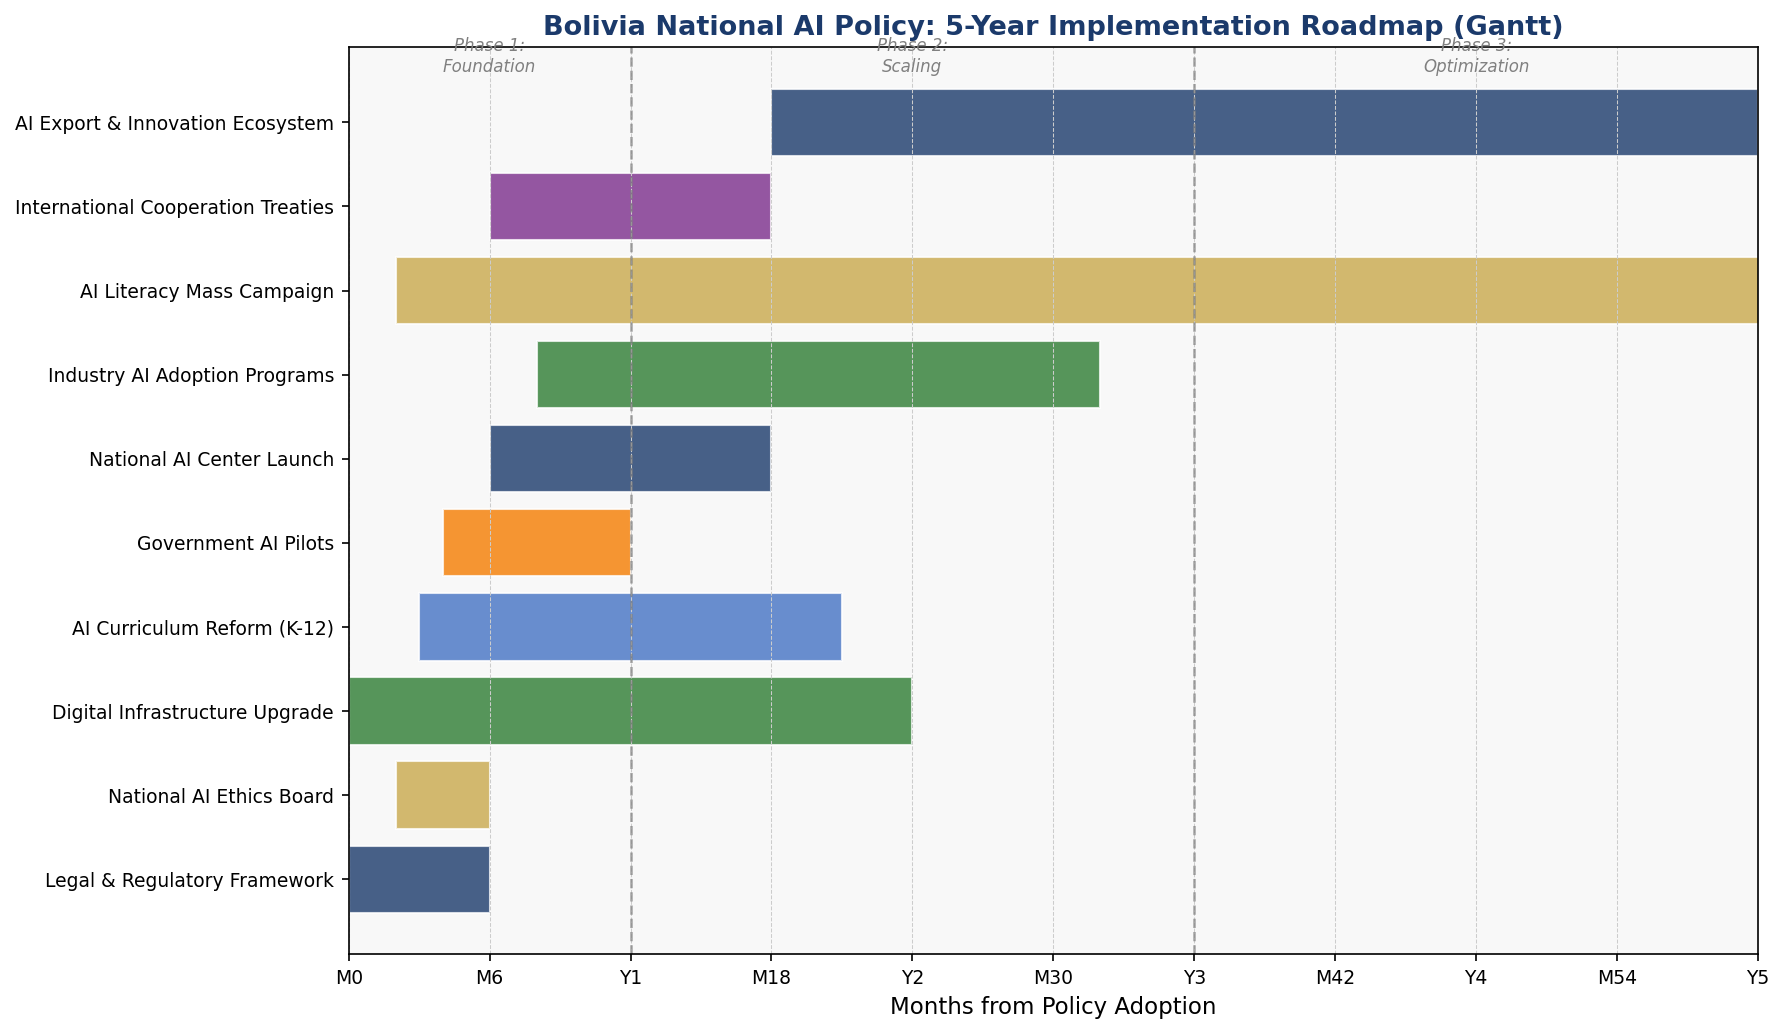 Bolivia National AI Policy: 5-Year Implementation Roadmap (Gantt)
Phase 1:
Foundation
Phase 2:
Scaling
Phase 3:
Optimization
AI Export & Innovation Ecosystem
International Cooperation Treaties
AI Literacy Mass Campaign
Industry AI Adoption Programs
National AI Center Launch
Government AI Pilots
AI Curriculum Reform (K-12)
Digital Infrastructure Upgrade
National AI Ethics Board
Legal & Regulatory Framework
M0 M6 Y1 M18 Y2 M30 Y3 M42 Y4 M54 Y5
Months from Policy Adoption